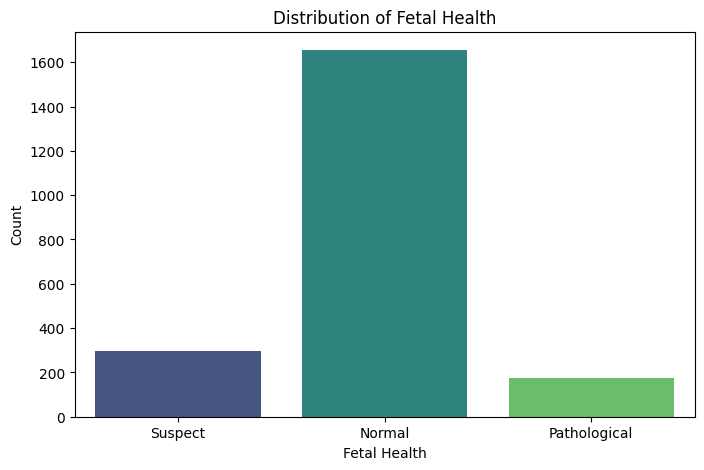 Distribution of Fetal Health
Count
1600
1400
1200
1000
800
600
400
200
0
Suspect Normal Pathological
Fetal Health